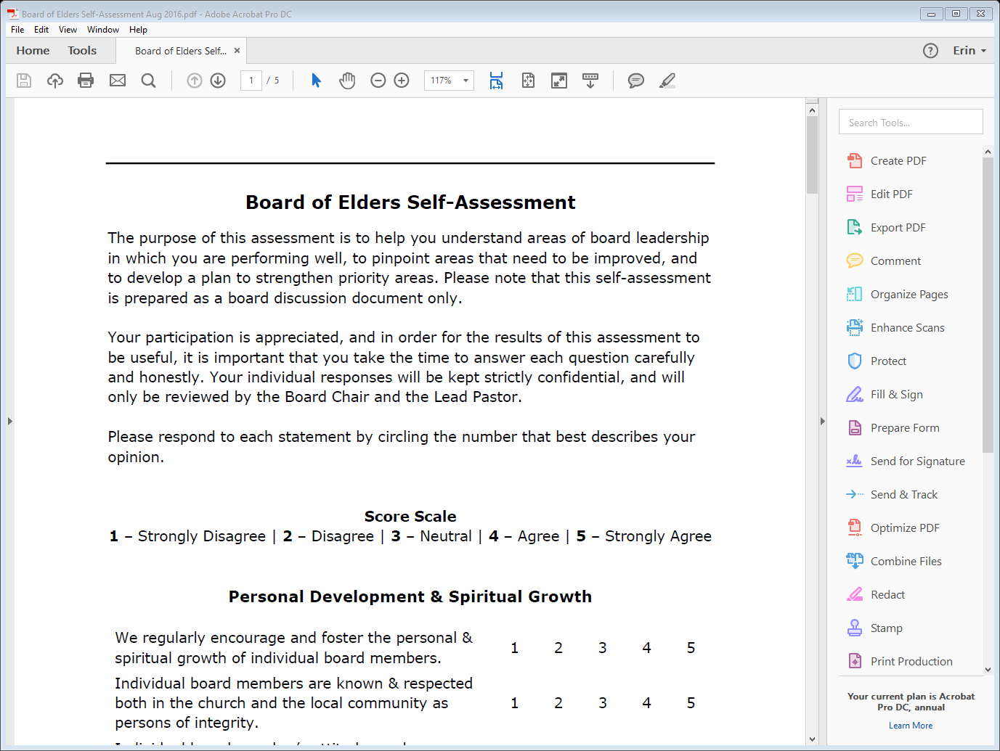 Board of Elders Self-Assessment Aug 2016.pdf - Adobe Acrobat Pro DC
File Edit View Window Help
Home Tools Board of Elders Self... × ? Erin
1 / 5 117%
Board of Elders Self-Assessment
The purpose of this assessment is to help you understand areas of board leadership
in which you are performing well, to pinpoint areas that need to be improved, and
to develop a plan to strengthen priority areas. Please note that this self-assessment
is prepared as a board discussion document only.
Your participation is appreciated, and in order for the results of this assessment to
be useful, it is important that you take the time to answer each question carefully
and honestly. Your individual responses will be kept strictly confidential, and will
only be reviewed by the Board Chair and the Lead Pastor.
Please respond to each statement by circling the number that best describes your
opinion.
Score Scale
1 – Strongly Disagree | 2 – Disagree | 3 – Neutral | 4 – Agree | 5 – Strongly Agree
Personal Development & Spiritual Growth
We regularly encourage and foster the personal &
spiritual growth of individual board members.
1 2 3 4 5
Individual board members are known & respected
both in the church and the local community as
persons of integrity.
1 2 3 4 5
Search Tools...
Create PDF
Edit PDF
Export PDF
Comment
Organize Pages
Enhance Scans
Protect
Fill & Sign
Prepare Form
Send for Signature
Send & Track
Optimize PDF
Combine Files
Redact
Stamp
Print Production
Your current plan is Acrobat
Pro DC, annual
Learn More